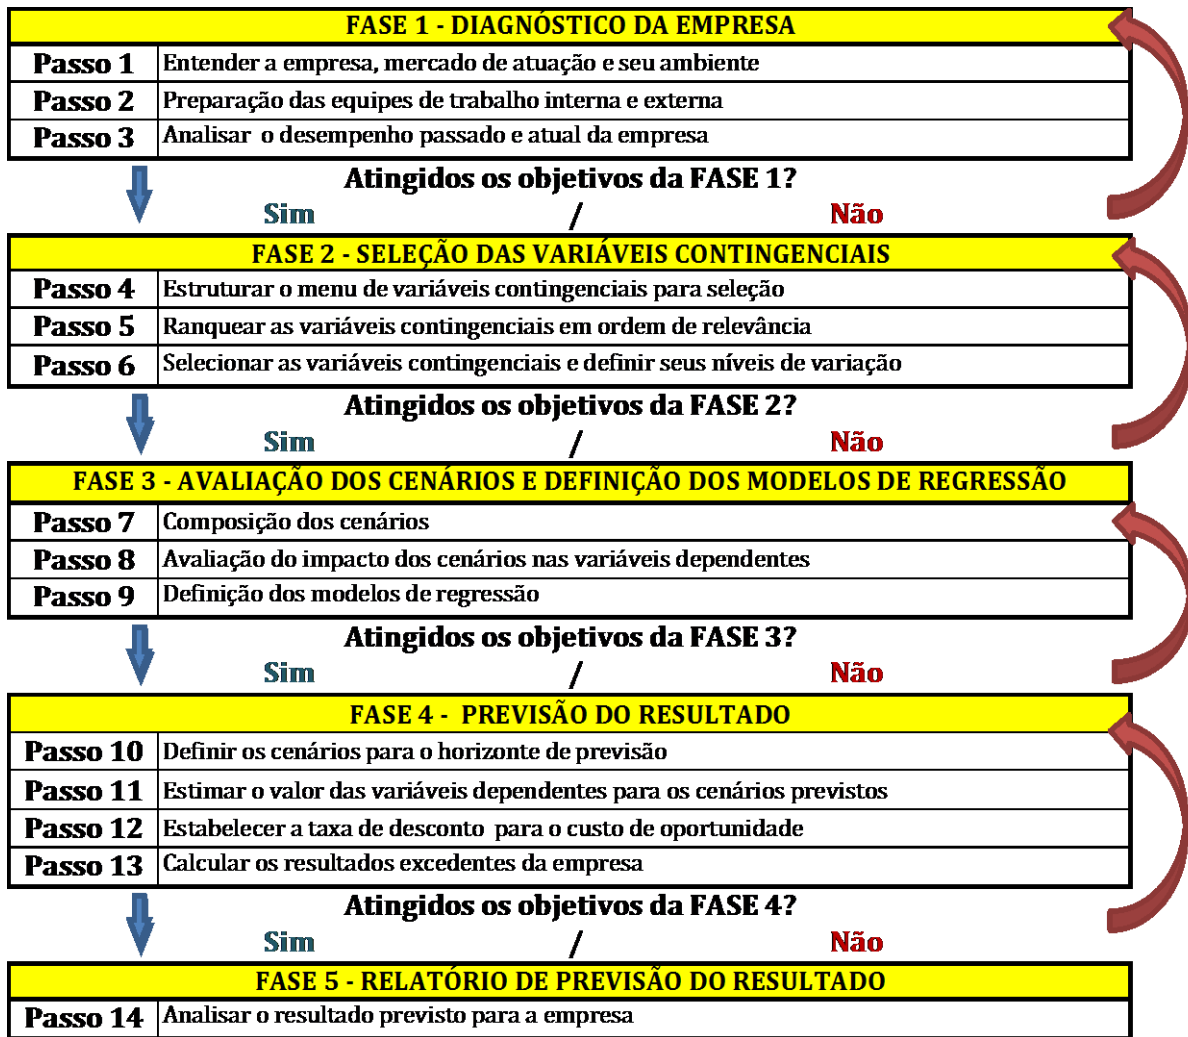 FASE 1 - DIAGNÓSTICO DA EMPRESA
Passo 1 Entender a empresa, mercado de atuação e seu ambiente
Passo 2 Preparação das equipes de trabalho interna e externa
Passo 3 Analisar o desempenho passado e atual da empresa
Atingidos os objetivos da FASE 1?
Sim / Não
FASE 2 - SELEÇÃO DAS VARIÁVEIS CONTINGENCIAIS
Passo 4 Estruturar o menu de variáveis contingenciais para seleção
Passo 5 Ranquear as variáveis contingenciais em ordem de relevância
Passo 6 Selecionar as variáveis contingenciais e definir seus níveis de variação
Atingidos os objetivos da FASE 2?
Sim / Não
FASE 3 - AVALIAÇÃO DOS CENÁRIOS E DEFINIÇÃO DOS MODELOS DE REGRESSÃO
Passo 7 Composição dos cenários
Passo 8 Avaliação do impacto dos cenários nas variáveis dependentes
Passo 9 Definição dos modelos de regressão
Atingidos os objetivos da FASE 3?
Sim / Não
FASE 4 - PREVISÃO DO RESULTADO
Passo 10 Definir os cenários para o horizonte de previsão
Passo 11 Estimar o valor das variáveis dependentes para os cenários previstos
Passo 12 Estabelecer a taxa de desconto para o custo de oportunidade
Passo 13 Calcular os resultados excedentes da empresa
Atingidos os objetivos da FASE 4?
Sim / Não
FASE 5 - RELATÓRIO DE PREVISÃO DO RESULTADO
Passo 14 Analisar o resultado previsto para a empresa